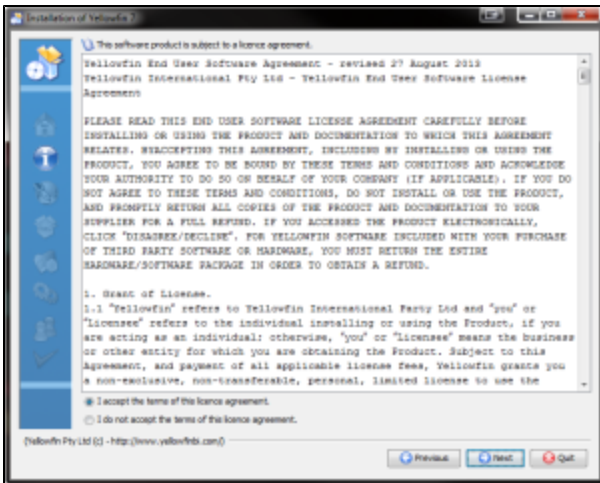 Installation of Yellowfin 7
This software product is subject to a licence agreement.
Yellowfin End User Software Agreement - revised 27 August 2013
Yellowfin International Pty Ltd - Yellowfin End User Software License
Agreement
PLEASE READ THIS END USER SOFTWARE LICENSE AGREEMENT CAREFULLY BEFORE
INSTALLING OR USING THE PRODUCT AND DOCUMENTATION TO WHICH THIS AGREEMENT
RELATES. BYACCEPTING THIS AGREEMENT, INCLUDING BY INSTALLING OR USING THE
PRODUCT, YOU AGREE TO BE BOUND BY THESE TERMS AND CONDITIONS AND ACKNOWLEDGE
YOUR AUTHORITY TO DO SO ON BEHALF OF YOUR COMPANY (IF APPLICABLE). IF YOU DO
NOT AGREE TO THESE TERMS AND CONDITIONS, DO NOT INSTALL OR USE THE PRODUCT,
AND PROMPTLY RETURN ALL COPIES OF THE PRODUCT AND DOCUMENTATION TO YOUR
SUPPLIER FOR A FULL REFUND. IF YOU ACCESSED THE PRODUCT ELECTRONICALLY,
CLICK "DISAGREE/DECLINE". FOR YELLOWFIN SOFTWARE INCLUDED WITH YOUR PURCHASE
OF THIRD PARTY SOFTWARE OR HARDWARE, YOU MUST RETURN THE ENTIRE
HARDWARE/SOFTWARE PACKAGE IN ORDER TO OBTAIN A REFUND.
1. Grant of License.
1.1 "Yellowfin" refers to Yellowfin International Party Ltd and "you" or
"Licensee" refers to the individual installing or using the Product, if you
are acting as an individual; otherwise, "you" or "Licensee" means the business
or other entity for which you are obtaining the Product. Subject to this
Agreement, and payment of all applicable license fees, Yellowfin grants you
a non-exclusive, non-transferable, personal, limited license to use the
I accept the terms of this licence agreement.
I do not accept the terms of this licence agreement.
(Yellowfin Pty Ltd (c) - http://www.yellowfinbi.com/)
Previous
Next
Quit